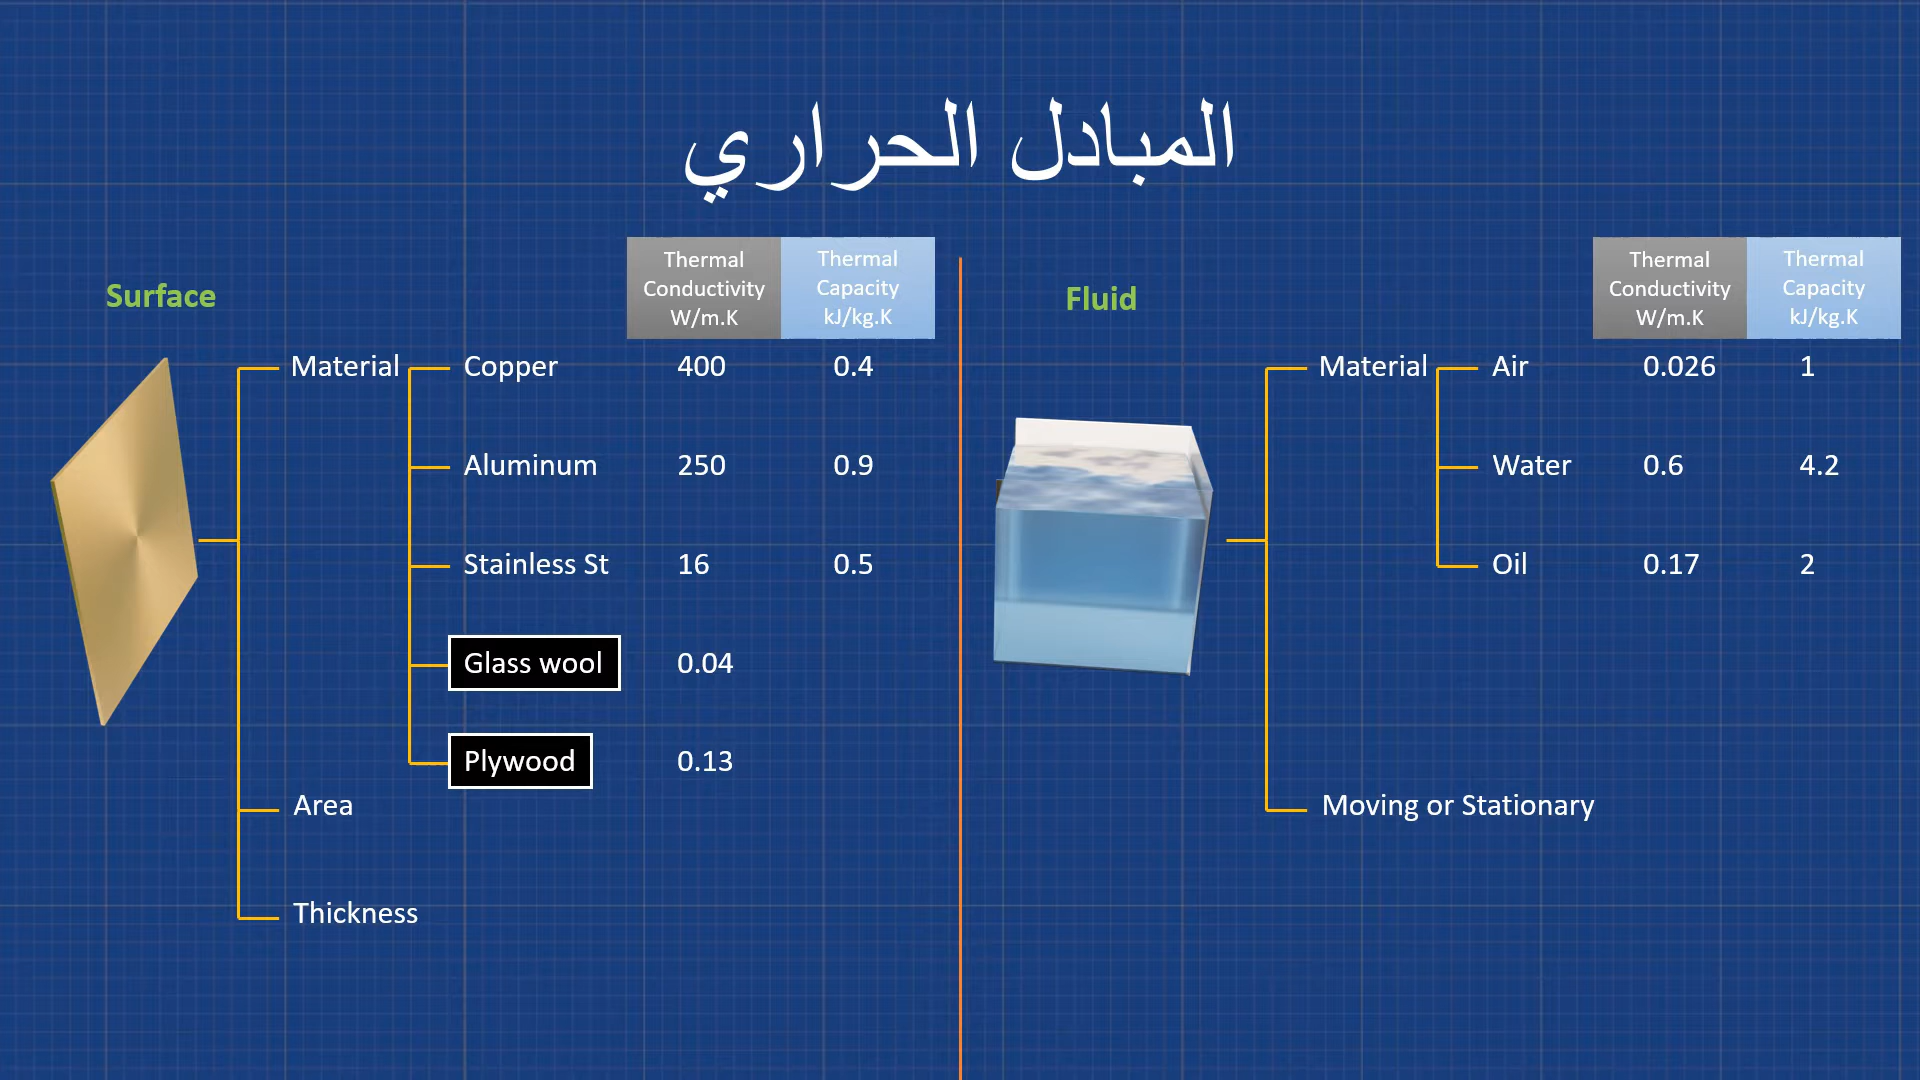 المبادل الحراري
Surface
Thermal
Conductivity
W/m.K
Thermal
Capacity
kJ/kg.K
Material
Copper 400 0.4
Aluminum 250 0.9
Stainless St 16 0.5
Glass wool 0.04
Plywood 0.13
Area
Thickness
Fluid
Thermal
Conductivity
W/m.K
Thermal
Capacity
kJ/kg.K
Material
Air 0.026 1
Water 0.6 4.2
Oil 0.17 2
Moving or Stationary